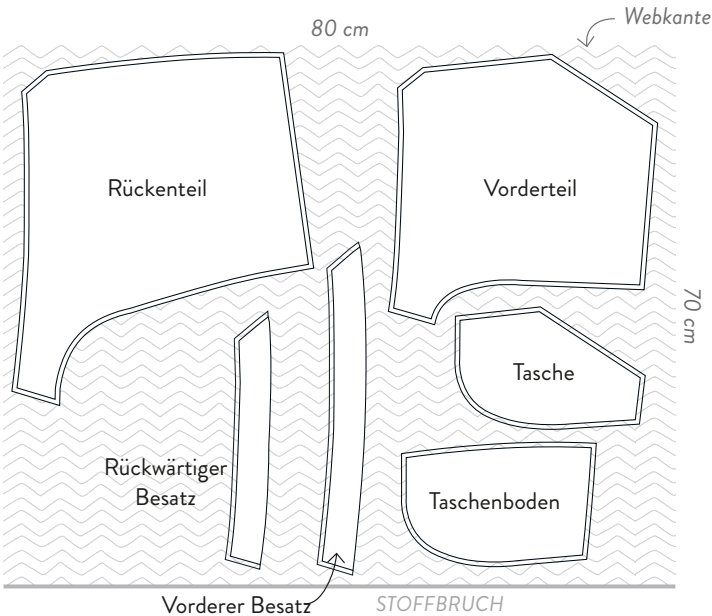 80 cm
Webkante
Rückenteil
Vorderteil
70 cm
Tasche
Rückwärtiger
Besatz
Taschenboden
Vorderer Besatz
STOFFBRUCH